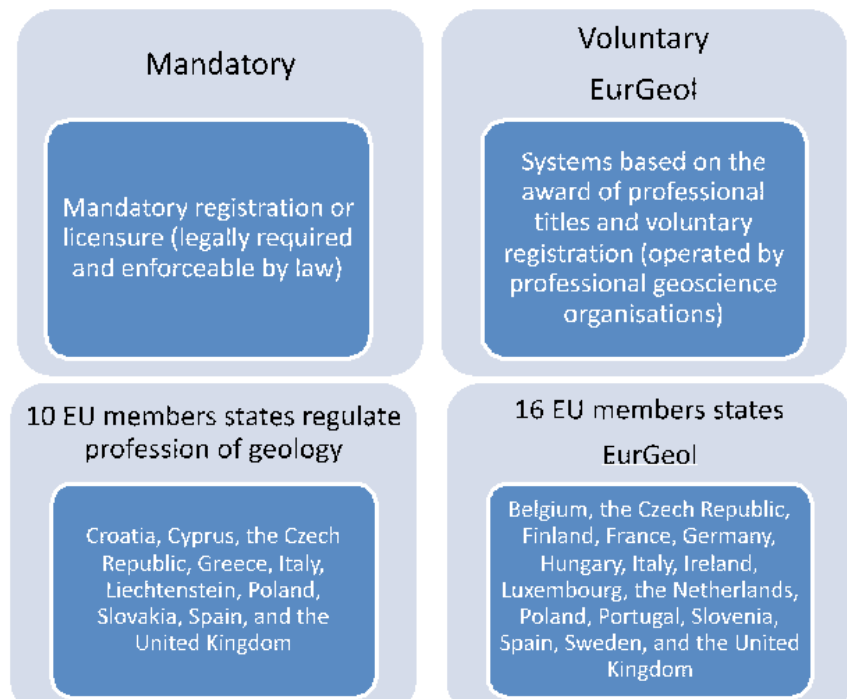 Mandatory
Mandatory registration or
licensure (legally required
and enforceable by law)
Voluntary
EurGeol
Systems based on the
award of professional
titles and voluntary
registration (operated by
professional geoscience
organisations)
10 EU members states regulate
profession of geology
Croatia, Cyprus, the Czech
Republic, Greece, Italy,
Liechtenstein, Poland,
Slovakia, Spain, and the
United Kingdom
16 EU members states
EurGeol
Belgium, the Czech Republic,
Finland, France, Germany,
Hungary, Italy, Ireland,
Luxembourg, the Netherlands,
Poland, Portugal, Slovenia,
Spain, Sweden, and the United
Kingdom